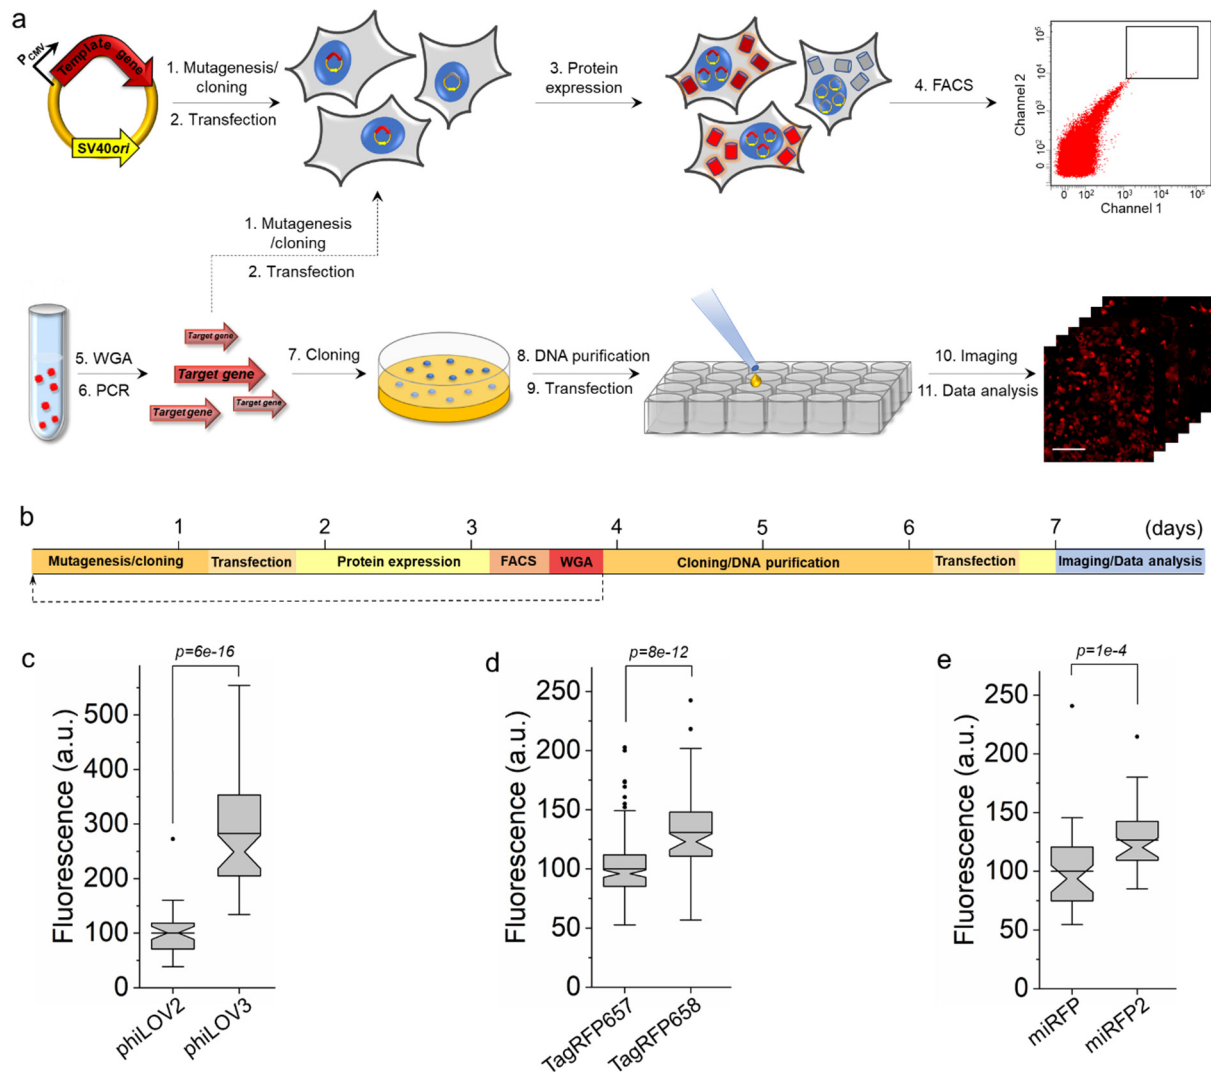 a
P CMV
Template gene
SV40ori
1. Mutagenesis/
cloning
2. Transfection
3. Protein
expression
4. FACS
Channel 2
10⁵
10⁴
10³
10²
0
0 10² 10³ 10⁴ 10⁵
Channel 1
1. Mutagenesis
/cloning
2. Transfection
5. WGA
6. PCR
Target gene
Target gene
Target gene
Target gene
7. Cloning
8. DNA purification
9. Transfection
10. Imaging
11. Data analysis
b
1 2 3 4 5 6 7 (days)
Mutagenesis/cloning Transfection Protein expression FACS WGA Cloning/DNA purification Transfection Imaging/Data analysis
c
p=6e-16
Fluorescence (a.u.)
500
400
300
200
100
0
phiLOV2 phiLOV3
d
p=8e-12
Fluorescence (a.u.)
250
200
150
100
50
0
TagRFP657 TagRFP658
e
p=1e-4
Fluorescence (a.u.)
250
200
150
100
50
0
miRFP miRFP2